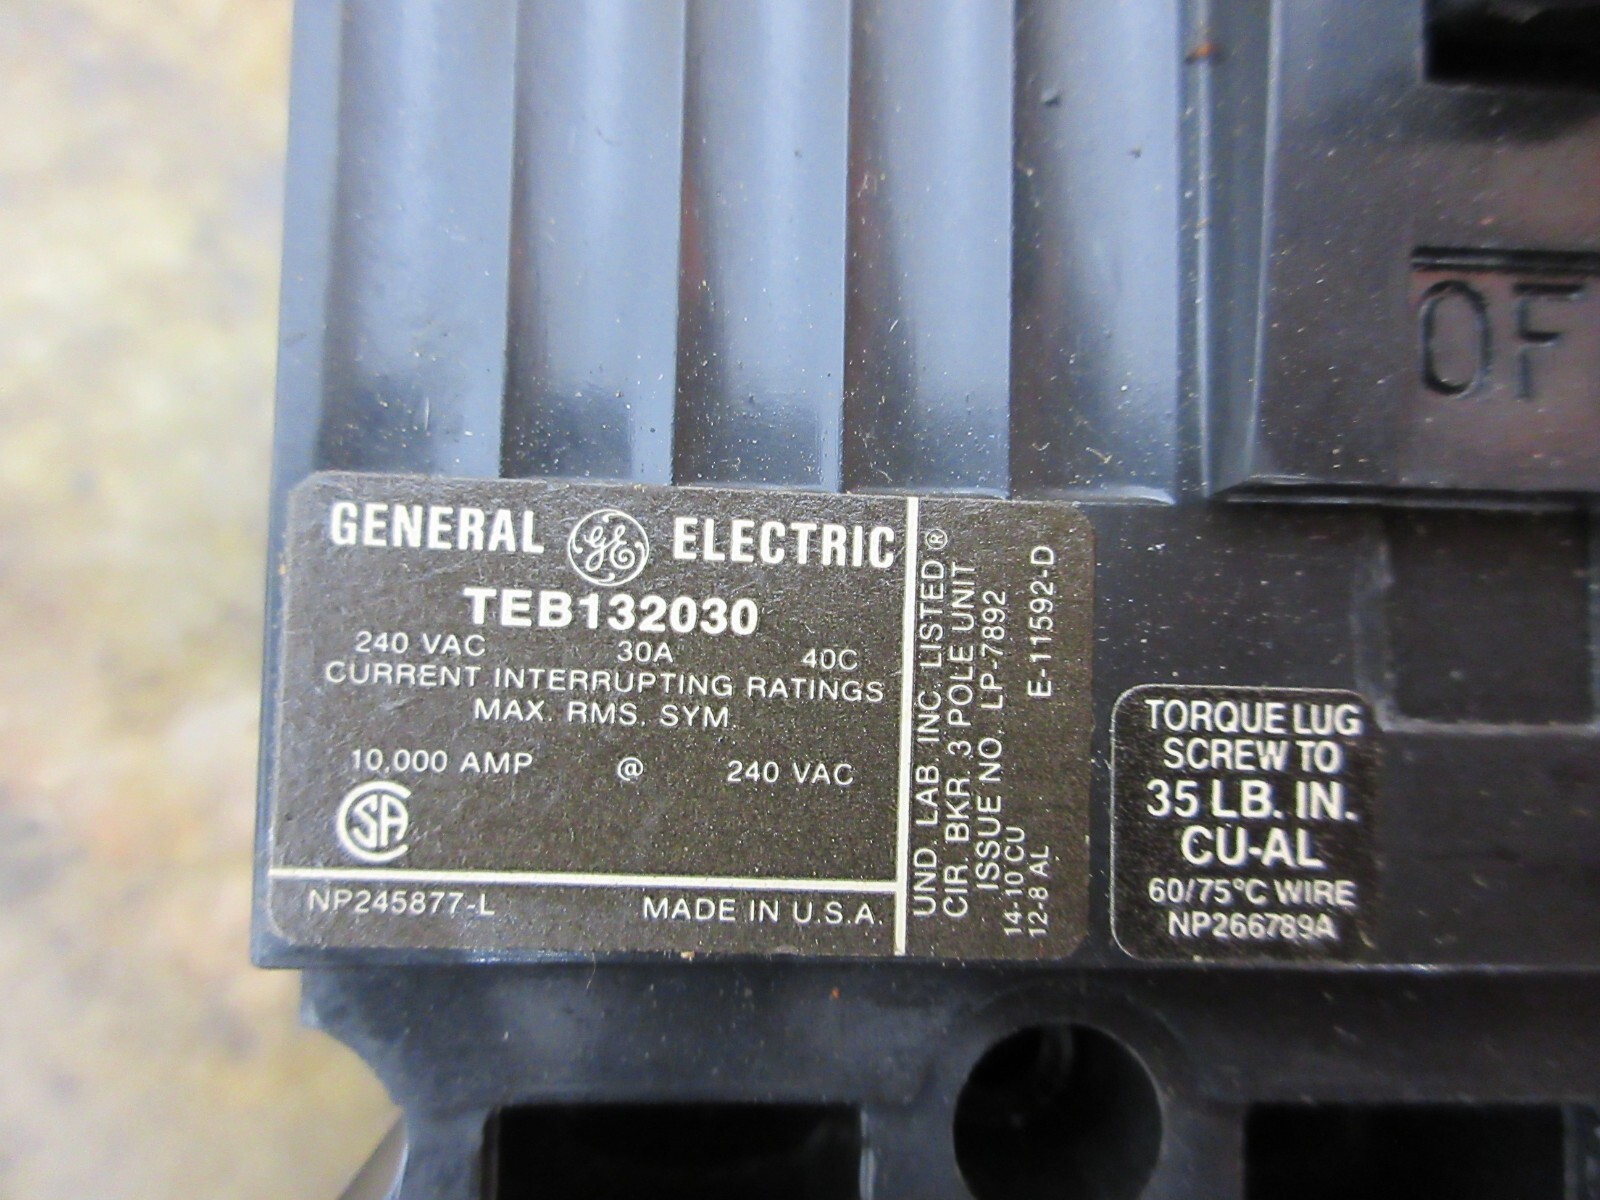 OF
GENERAL GE ELECTRIC
TEB132030
240 VAC 30A 40C
CURRENT INTERRUPTING RATINGS
MAX. RMS. SYM.
10,000 AMP @ 240 VAC
CSA
NP245877-L MADE IN U.S.A.
UND. LAB. INC. LISTED®
CIR. BKR. 3 POLE UNIT
ISSUE NO. LP-7892
14-10 CU
12-8 AL
E-11592-D
TORQUE LUG
SCREW TO
35 LB. IN.
CU-AL
60/75°C WIRE
NP266789A